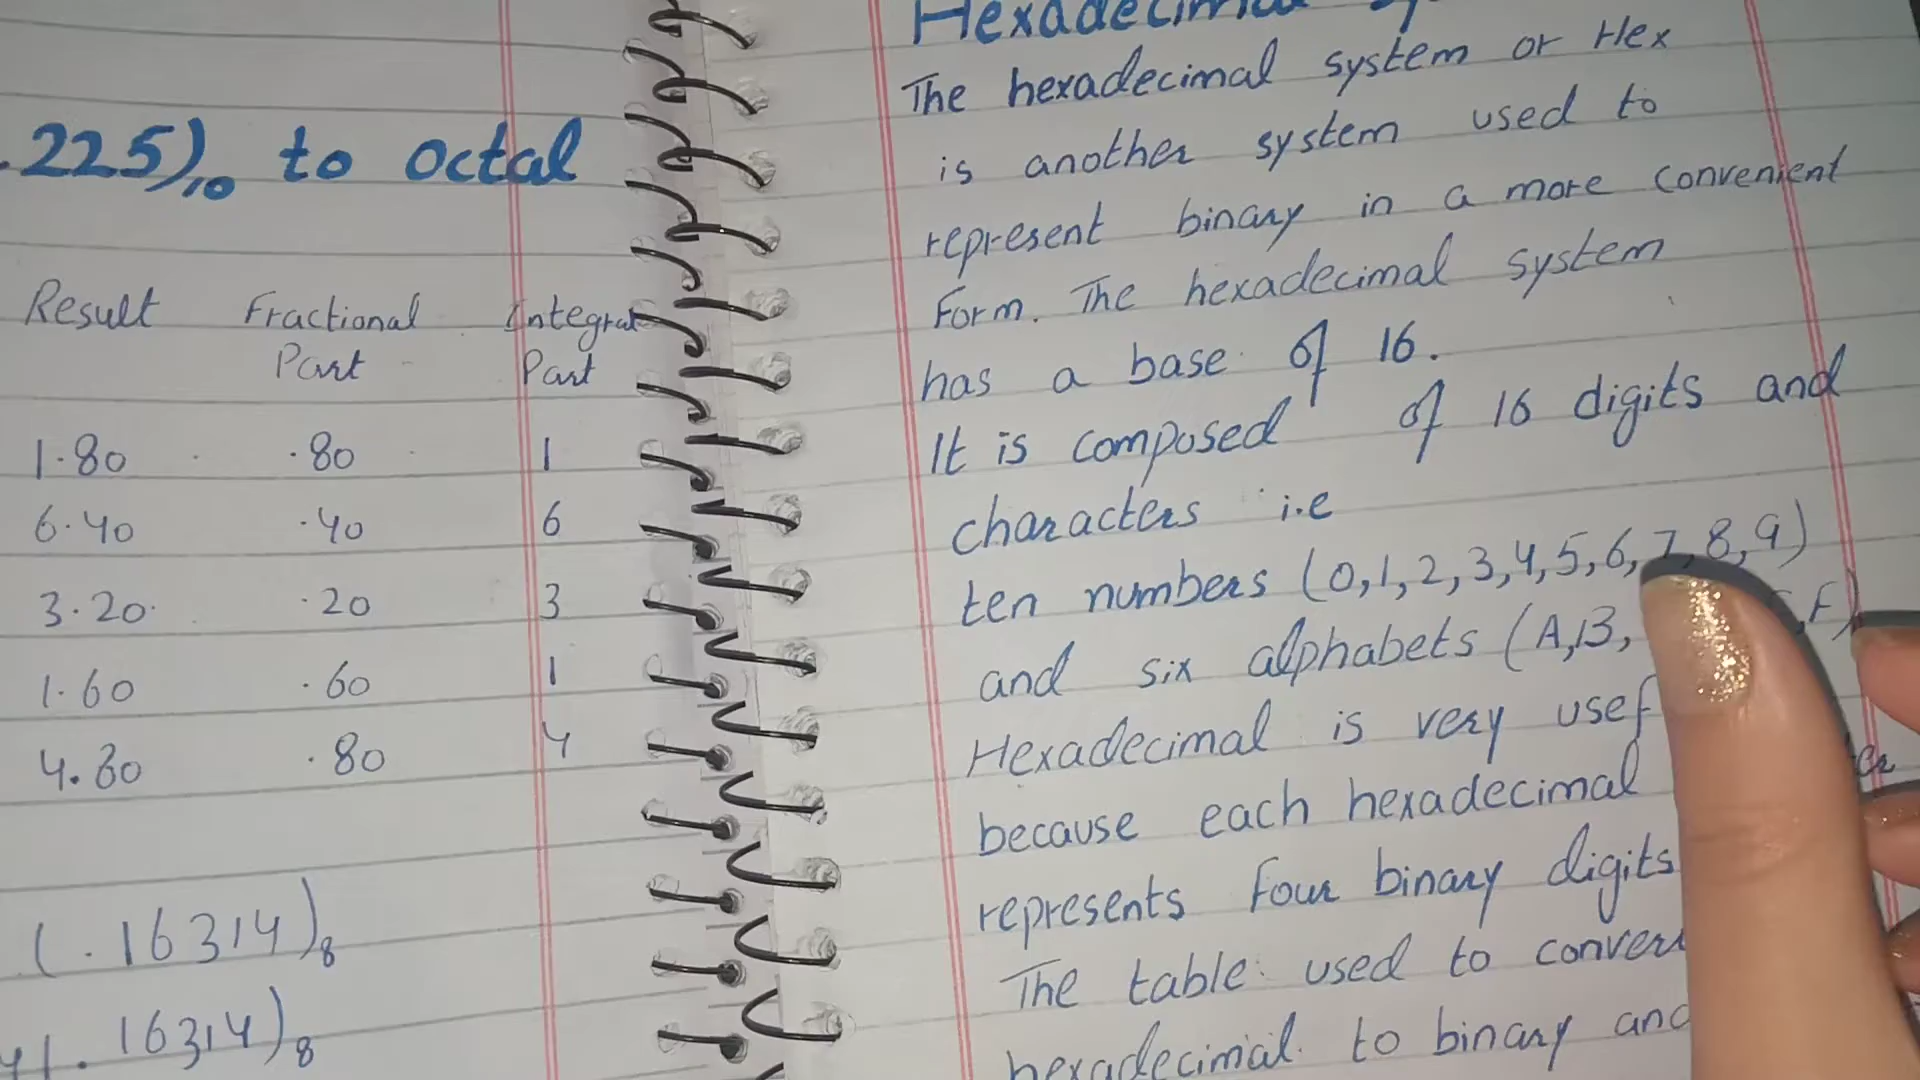 .225)₁₀ to Octal
Result Fractional Part Integral Part
1.80 .80 1
6.40 .40 6
3.20 .20 3
1.60 .60 1
4.80 .80 4
(.16314)₈
.16314)₈
Hexadecimal
The hexadecimal system or Hex
is another system used to
represent binary in a more convenient
Form. The hexadecimal system
has a base of 16.
It is composed of 16 digits and
characters i.e
ten numbers (0,1,2,3,4,5,6,7,8,9)
and six alphabets (A,B, ,F)
Hexadecimal is very
because each hexadecimal
represents four binary digits
The table used to
hexadecimal to binary and